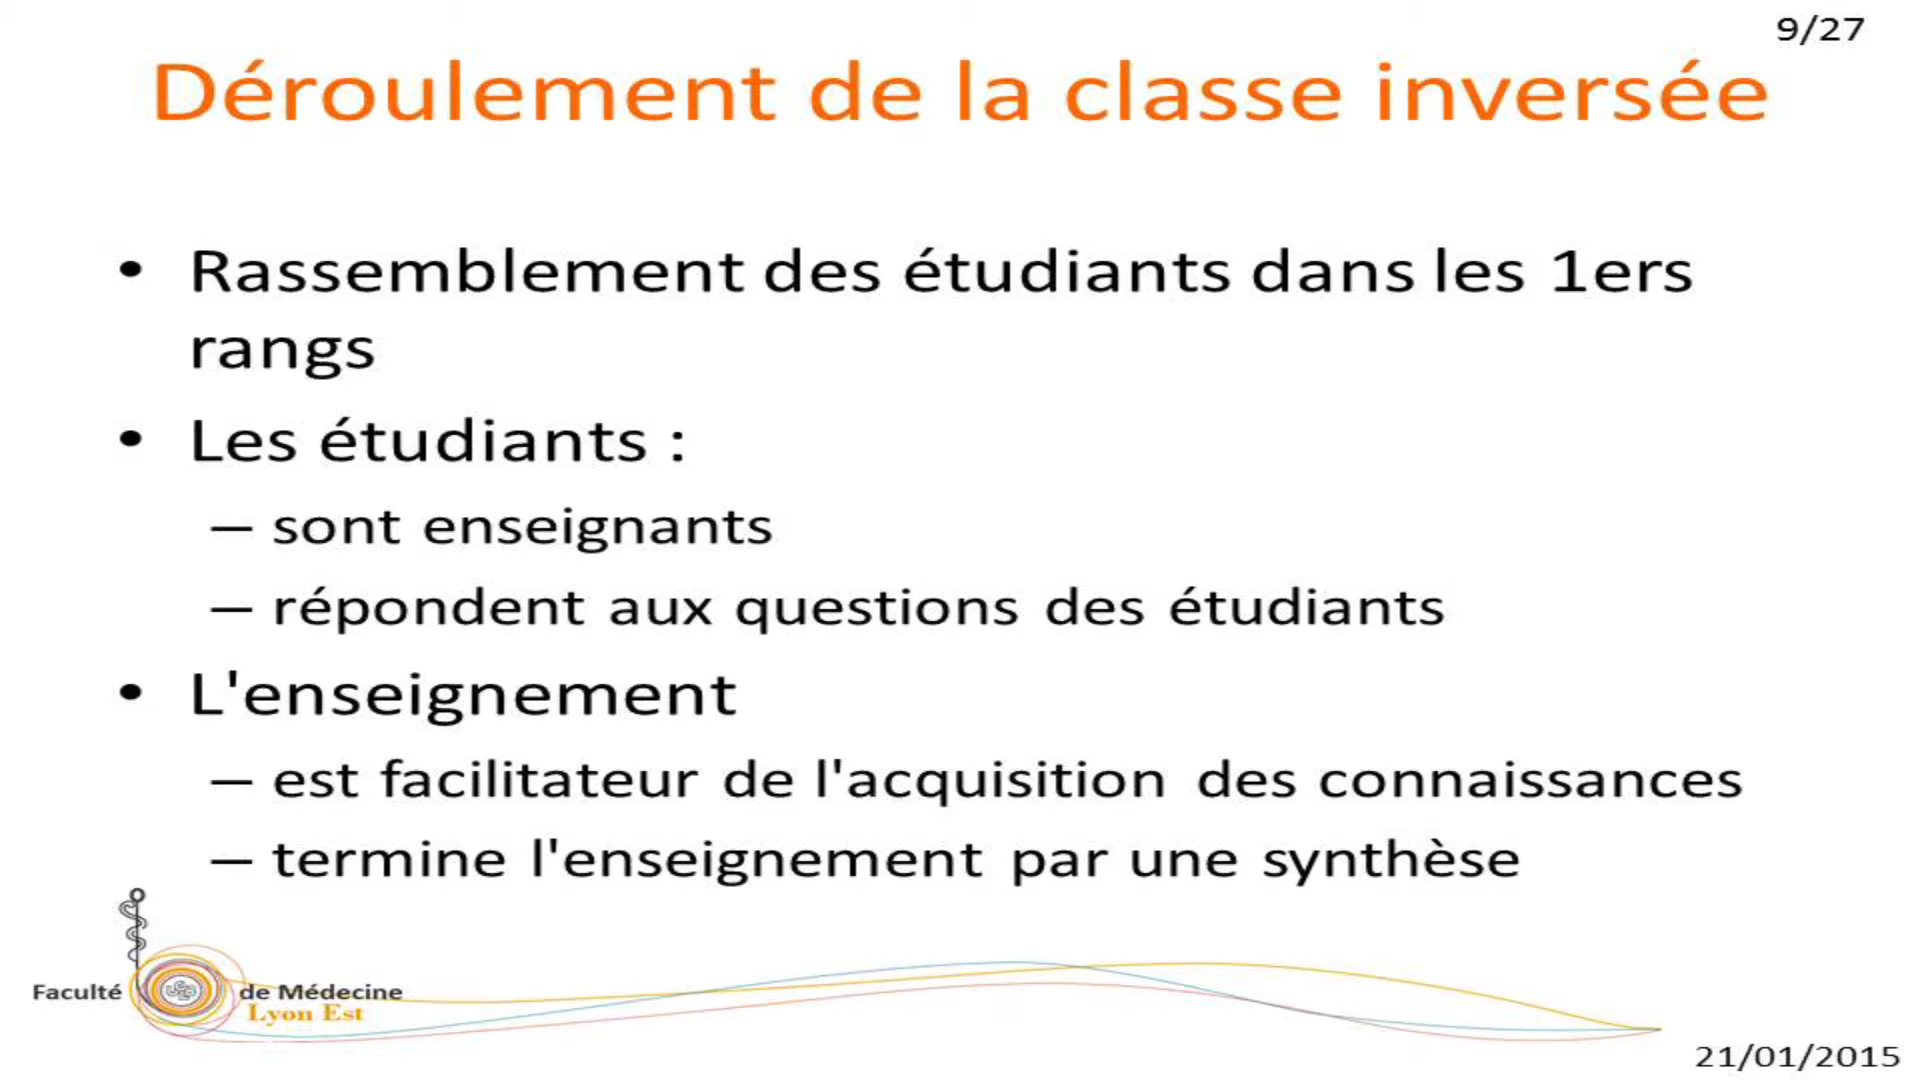 9/27
Déroulement de la classe inversée
• Rassemblement des étudiants dans les 1ers
rangs
• Les étudiants :
– sont enseignants
– répondent aux questions des étudiants
• L'enseignement
– est facilitateur de l'acquisition des connaissances
– termine l'enseignement par une synthèse
Faculté de Médecine
Lyon Est
21/01/2015